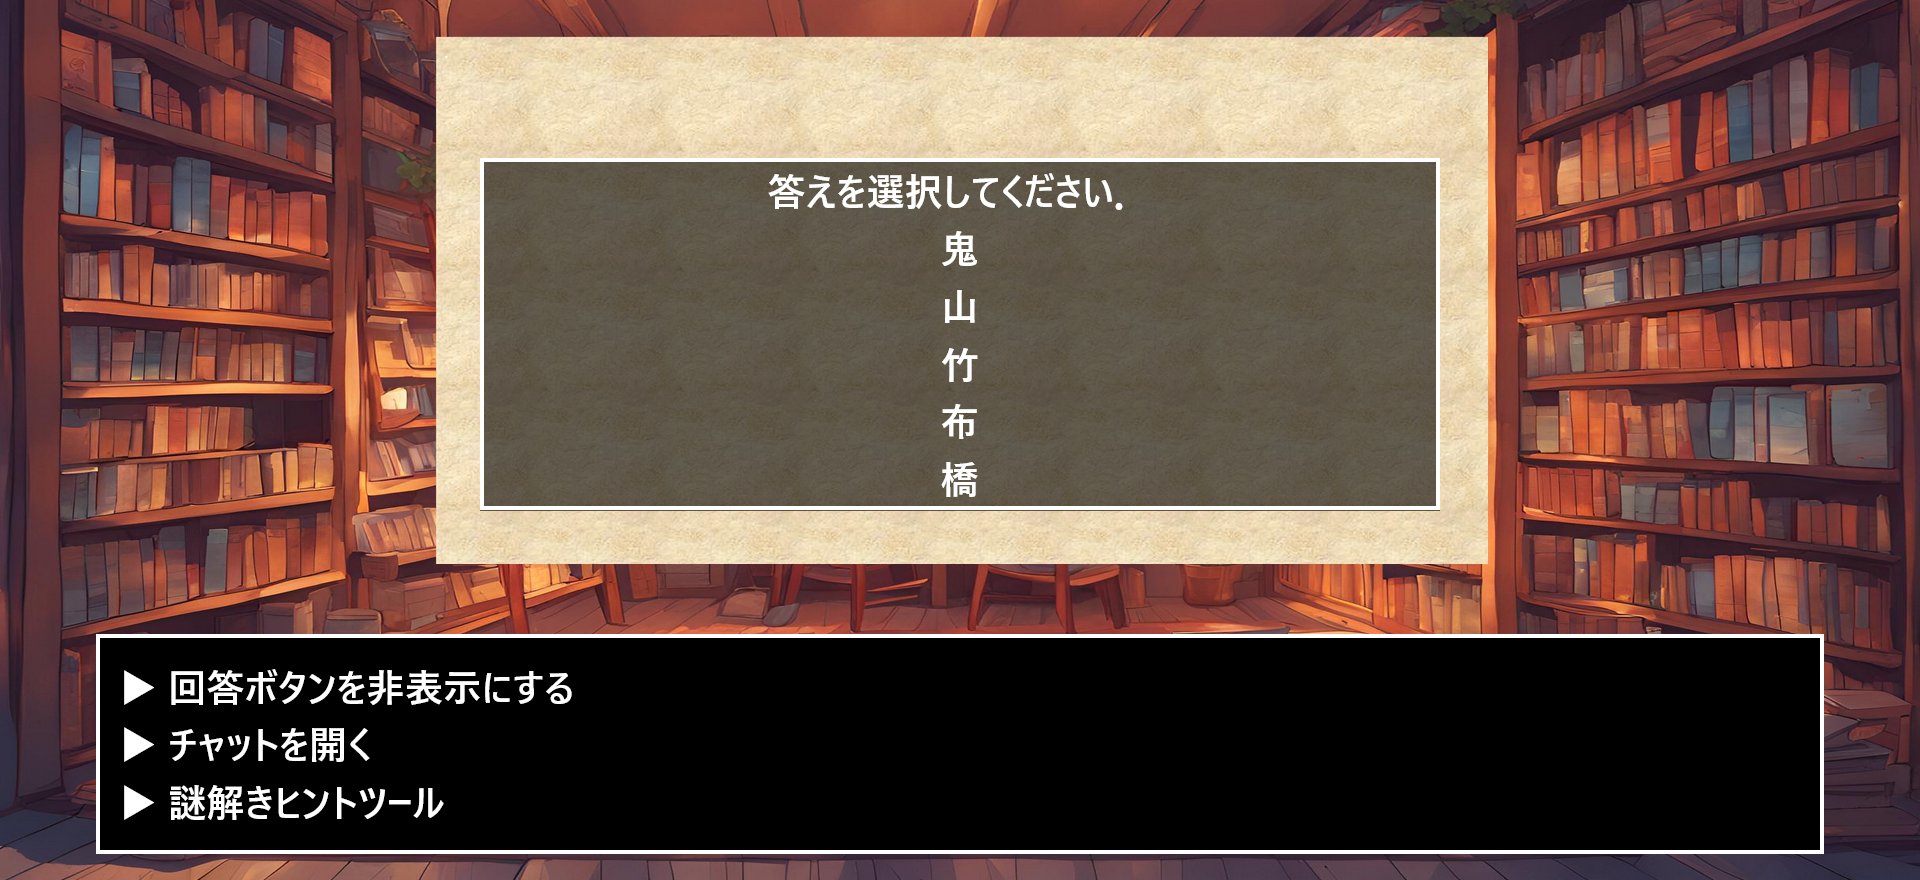 答えを選択してください.
鬼
山
竹
布
橋
▶ 回答ボタンを非表示にする
▶ チャットを開く
▶ 謎解きヒントツール